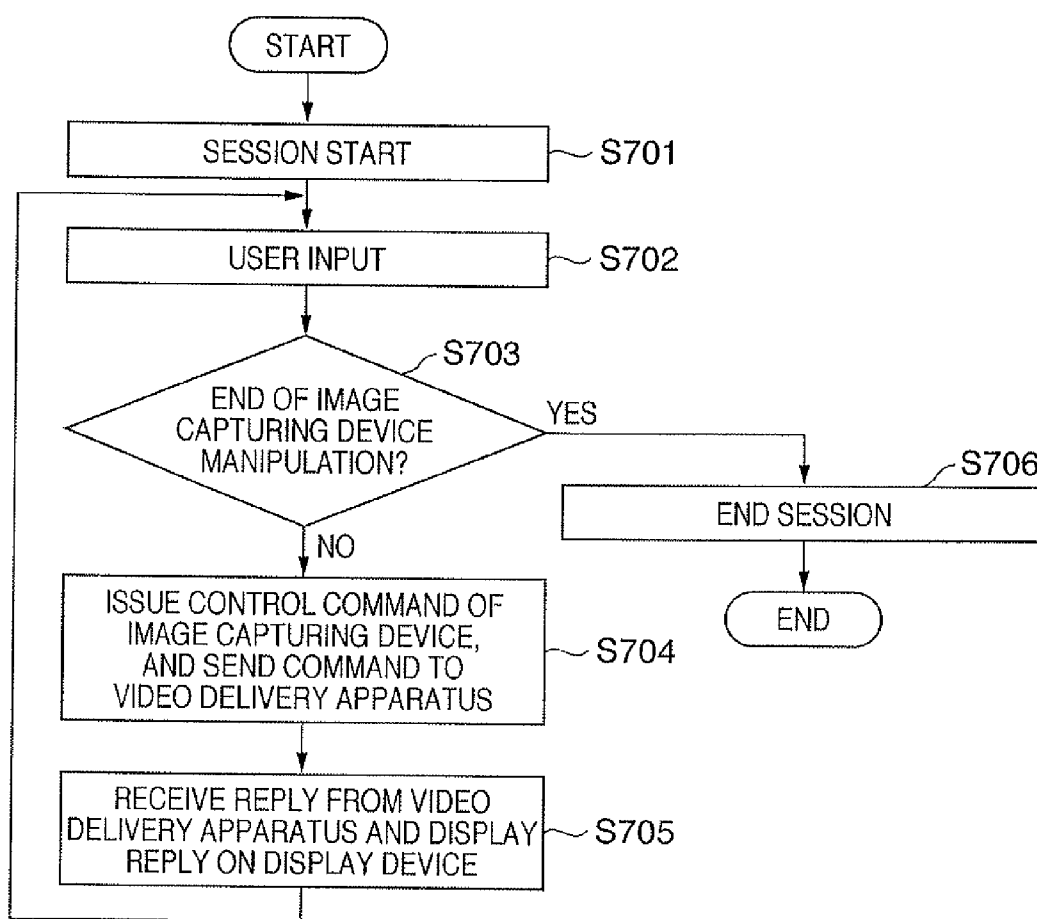 START
SESSION START
S701
USER INPUT
S702
S703
END OF IMAGE
CAPTURING DEVICE
MANIPULATION?
YES
S706
END SESSION
NO
END
ISSUE CONTROL COMMAND OF
IMAGE CAPTURING DEVICE,
AND SEND COMMAND TO
VIDEO DELIVERY APPARATUS
S704
RECEIVE REPLY FROM VIDEO
DELIVERY APPARATUS AND DISPLAY
REPLY ON DISPLAY DEVICE
S705